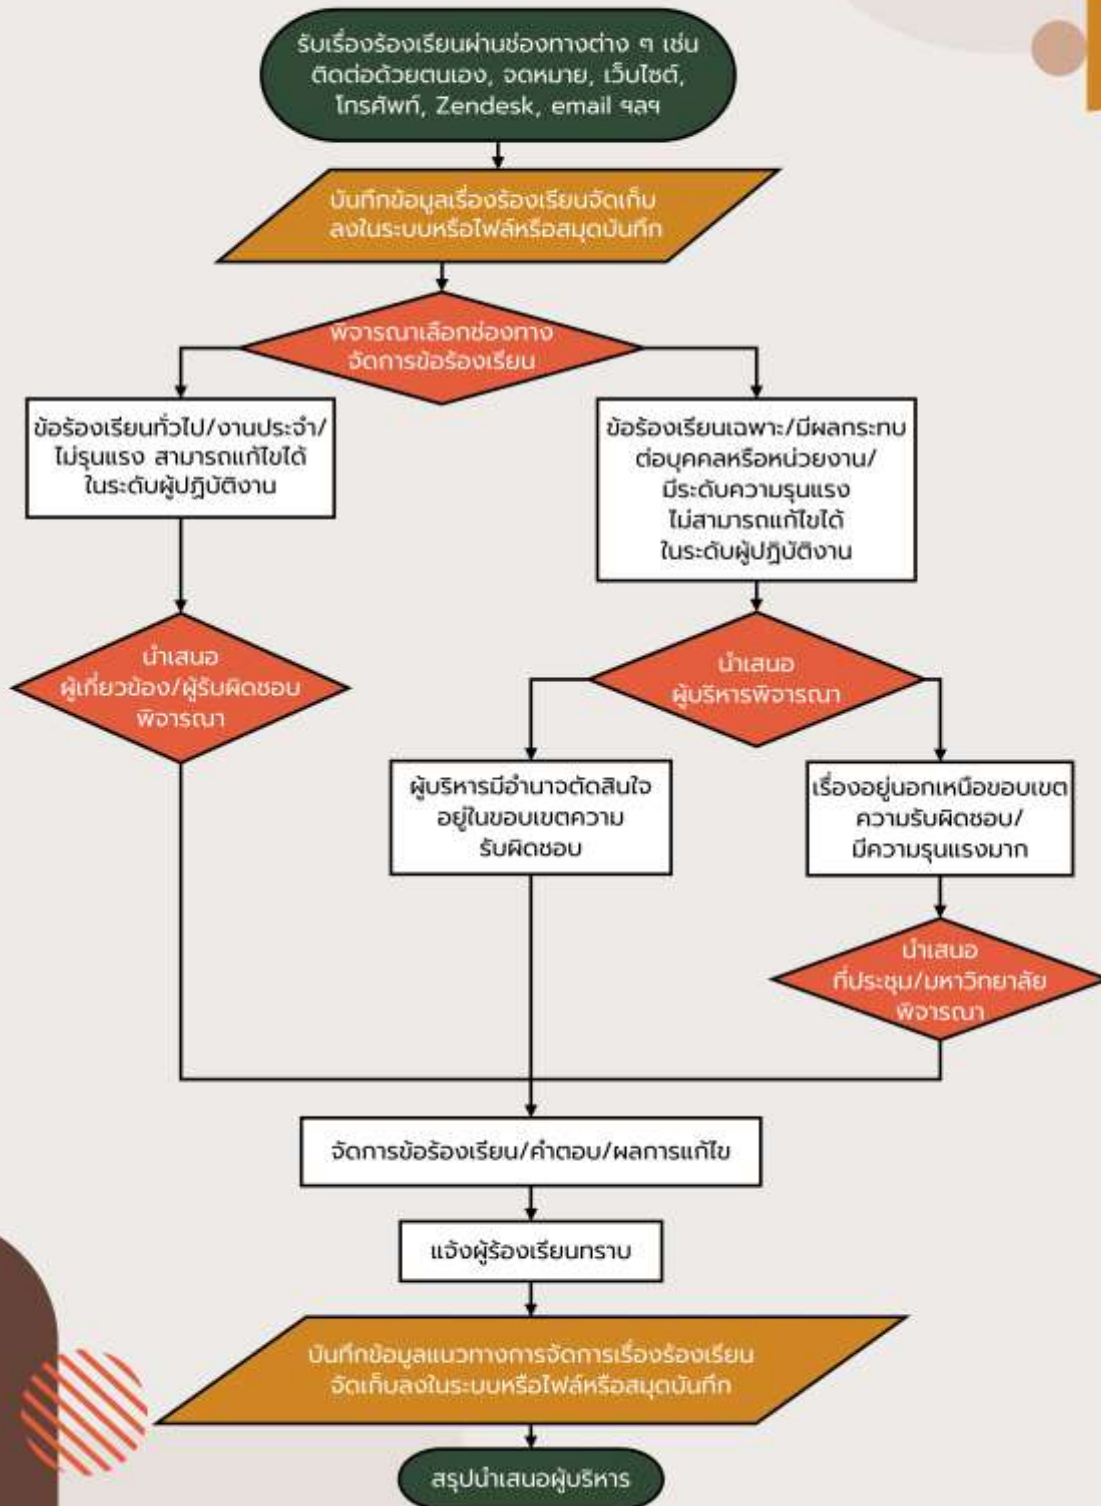 รับเรื่องร้องเรียนผ่านช่องทางต่าง ๆ เช่น
ติดต่อด้วยตนเอง, จดหมาย, เว็บไซต์,
โทรศัพท์, Zendesk, email ฯลฯ
บันทึกข้อมูลเรื่องร้องเรียนจัดเก็บ
ลงในระบบหรือไฟล์หรือสมุดบันทึก
พิจารณาเลือกช่องทาง
จัดการข้อร้องเรียน
ข้อร้องเรียนทั่วไป/งานประจำ/
ไม่รุนแรง สามารถแก้ไขได้
ในระดับผู้ปฏิบัติงาน
ข้อร้องเรียนเฉพาะ/มีผลกระทบ
ต่อบุคคลหรือหน่วยงาน/
มีระดับความรุนแรง
ไม่สามารถแก้ไขได้
ในระดับผู้ปฏิบัติงาน
นำเสนอ
ผู้เกี่ยวข้อง/ผู้รับผิดชอบ
พิจารณา
นำเสนอ
ผู้บริหารพิจารณา
ผู้บริหารมีอำนาจตัดสินใจ
อยู่ในขอบเขตความ
รับผิดชอบ
เรื่องอยู่นอกเหนือขอบเขต
ความรับผิดชอบ/
มีความรุนแรงมาก
นำเสนอ
ที่ประชุม/มหาวิทยาลัย
พิจารณา
จัดการข้อร้องเรียน/คำตอบ/ผลการแก้ไข
แจ้งผู้ร้องเรียนทราบ
บันทึกข้อมูลแนวทางการจัดการเรื่องร้องเรียน
จัดเก็บลงในระบบหรือไฟล์หรือสมุดบันทึก
สรุปนำเสนอผู้บริหาร